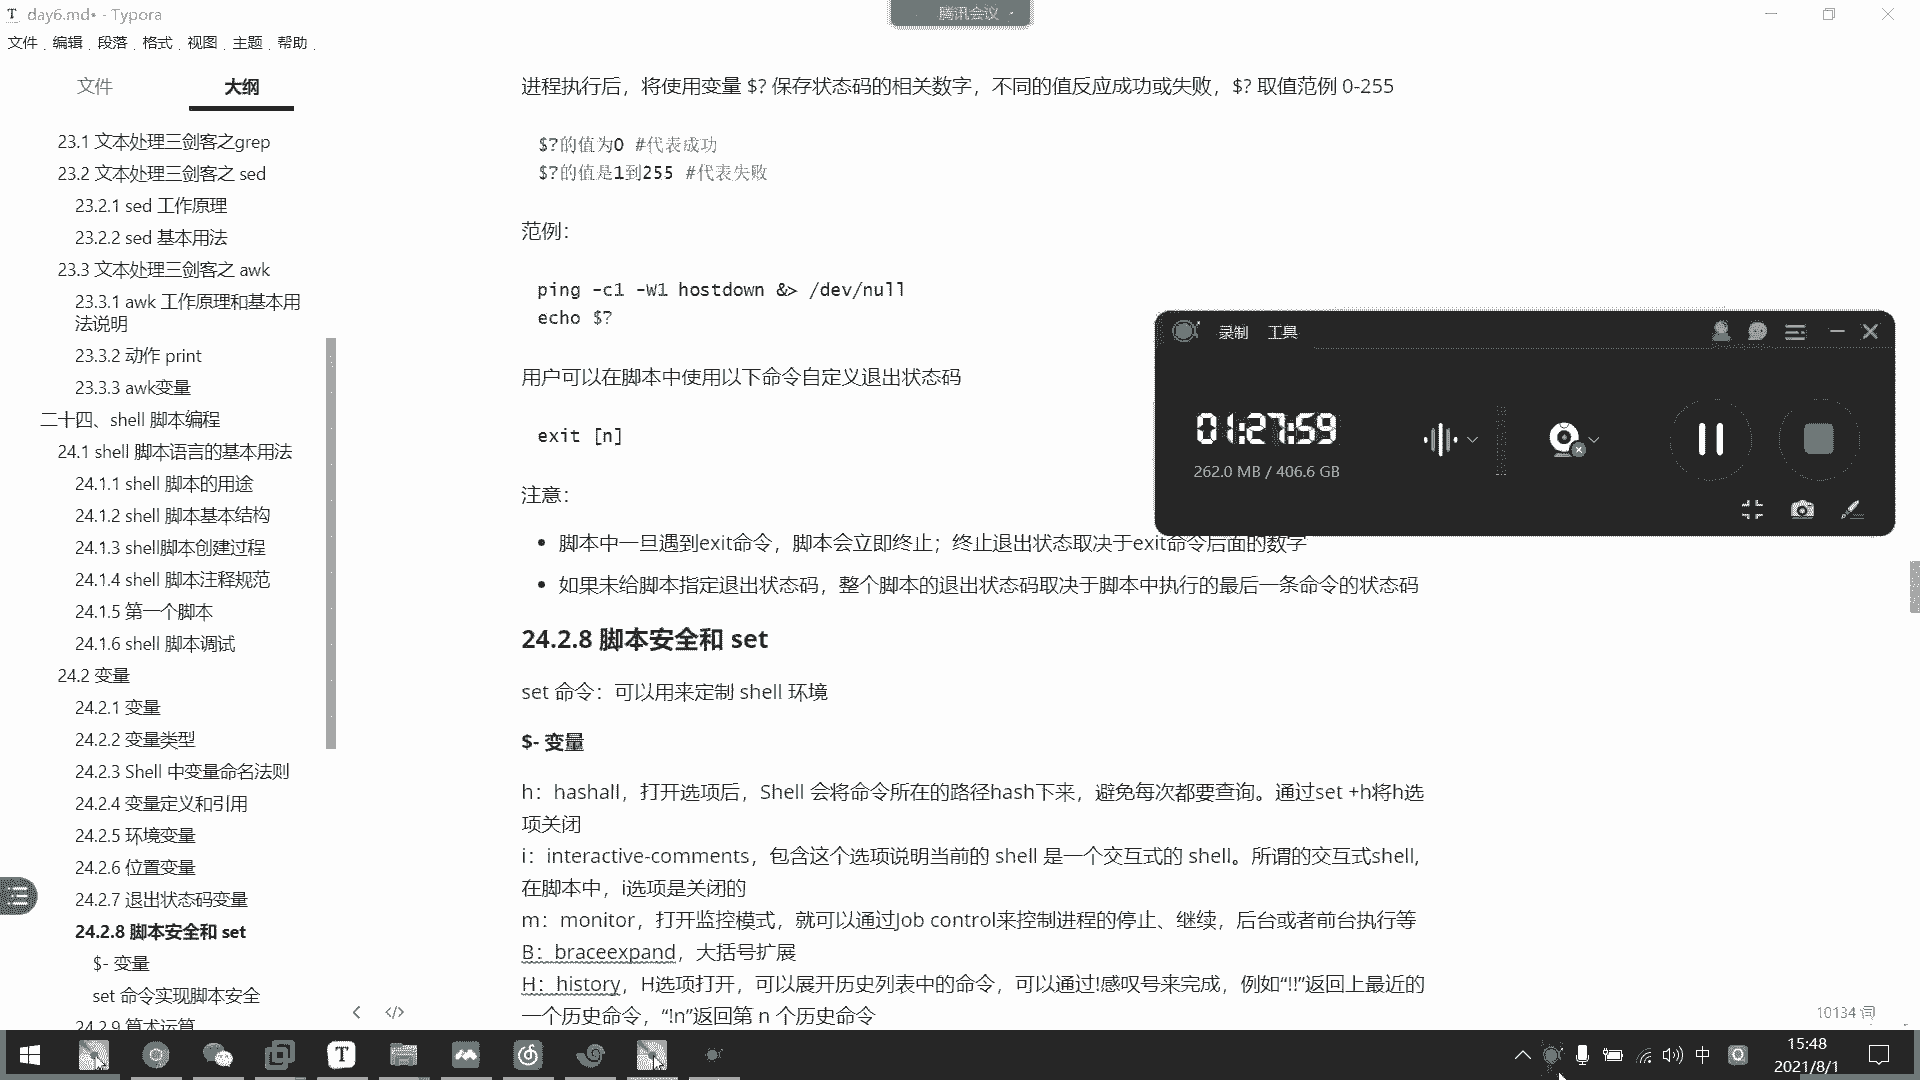 day6.md• - Typora
腾讯会议
文件 编辑 段落 格式 视图 主题 帮助
文件 大纲
23.1 文本处理三剑客之grep
23.2 文本处理三剑客之 sed
23.2.1 sed 工作原理
23.2.2 sed 基本用法
23.3 文本处理三剑客之 awk
23.3.1 awk 工作原理和基本用
法说明
23.3.2 动作 print
23.3.3 awk变量
二十四、shell 脚本编程
24.1 shell 脚本语言的基本用法
24.1.1 shell 脚本的用途
24.1.2 shell 脚本基本结构
24.1.3 shell脚本创建过程
24.1.4 shell 脚本注释规范
24.1.5 第一个脚本
24.1.6 shell 脚本调试
24.2 变量
24.2.1 变量
24.2.2 变量类型
24.2.3 Shell 中变量命名法则
24.2.4 变量定义和引用
24.2.5 环境变量
24.2.6 位置变量
24.2.7 退出状态码变量
24.2.8 脚本安全和 set
$- 变量
set 命令实现脚本安全
24.2.9 算术运算
进程执行后，将使用变量 $? 保存状态码的相关数字，不同的值反应成功或失败，$? 取值范例 0-255
$?的值为0 #代表成功
$?的值是1到255 #代表失败
范例：
ping -c1 -W1 hostdown &> /dev/null
echo $?
用户可以在脚本中使用以下命令自定义退出状态码
exit [n]
注意：
• 脚本中一旦遇到exit命令，脚本会立即终止；终止退出状态取决于exit命令后面的数字
• 如果未给脚本指定退出状态码，整个脚本的退出状态码取决于脚本中执行的最后一条命令的状态码
24.2.8 脚本安全和 set
set 命令：可以用来定制 shell 环境
$- 变量
h：hashall，打开选项后，Shell 会将命令所在的路径hash下来，避免每次都要查询。通过set +h将h选
项关闭
i：interactive-comments，包含这个选项说明当前的 shell 是一个交互式的 shell。所谓的交互式shell,
在脚本中，i选项是关闭的
m：monitor，打开监控模式，就可以通过Job control来控制进程的停止、继续，后台或者前台执行等
B：braceexpand，大括号扩展
H：history，H选项打开，可以展开历史列表中的命令，可以通过!感叹号来完成，例如“!!”返回上最近的
一个历史命令，“!n”返回第 n 个历史命令
录制 工具
01:27:59
262.0 MB / 406.6 GB
10134 词
中
15:48
2021/8/1